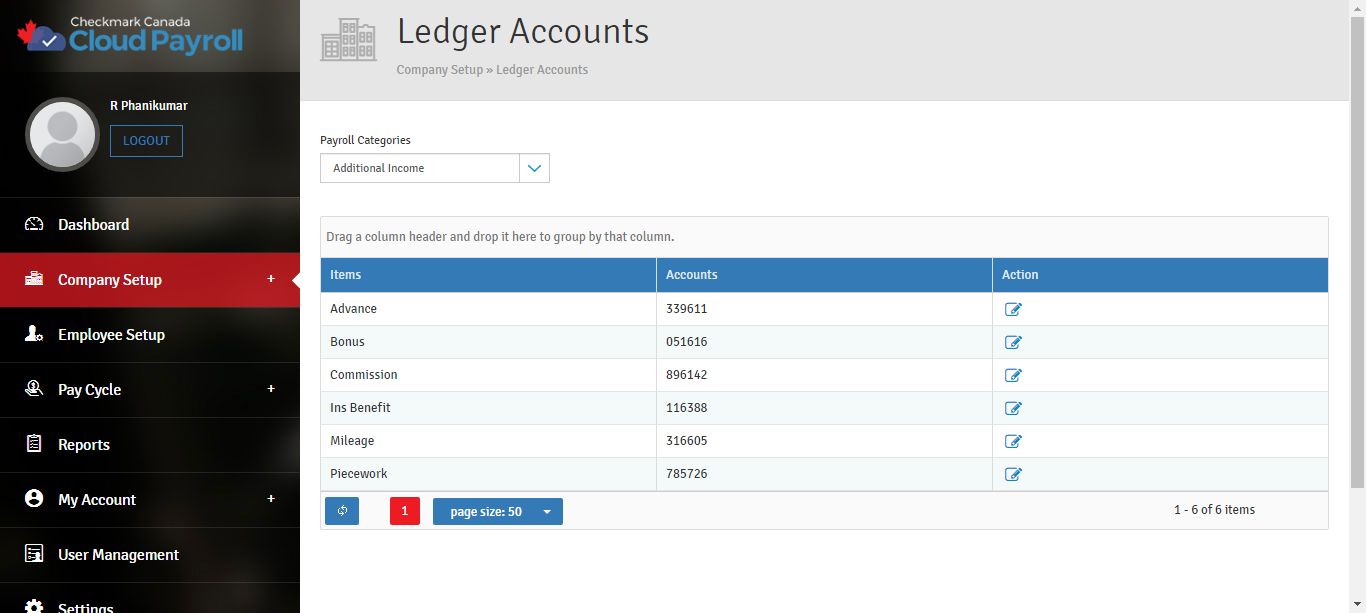 Checkmark Canada
Cloud Payroll
R Phanikumar
LOGOUT
Dashboard
Company Setup +
Employee Setup
Pay Cycle +
Reports
My Account +
User Management
Settings
Ledger Accounts
Company Setup » Ledger Accounts
Payroll Categories
Additional Income
Drag a column header and drop it here to group by that column.
Items Accounts Action
Advance 339611
Bonus 051616
Commission 896142
Ins Benefit 116388
Mileage 316605
Piecework 785726
1 page size: 50 1 - 6 of 6 items